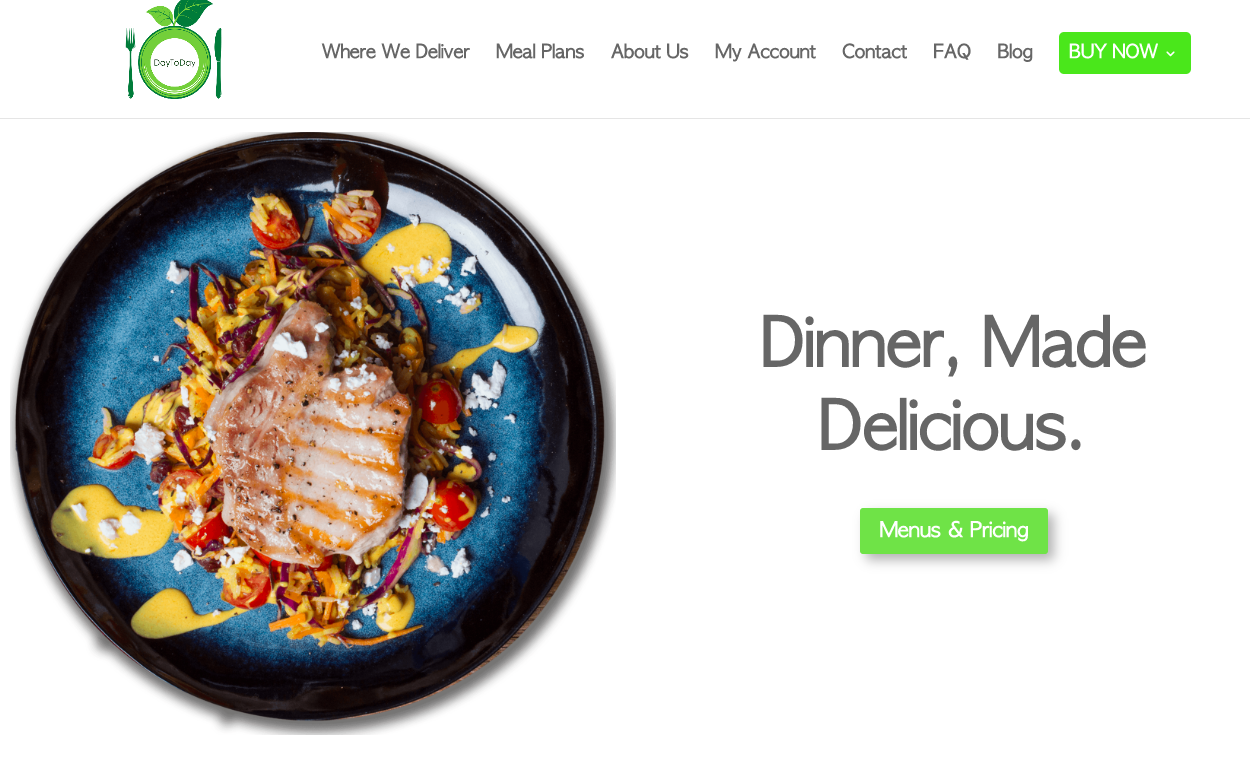 DayToDay
Where We Deliver
Meal Plans
About Us
My Account
Contact
FAQ
Blog
BUY NOW
Dinner, Made
Delicious.
Menus & Pricing